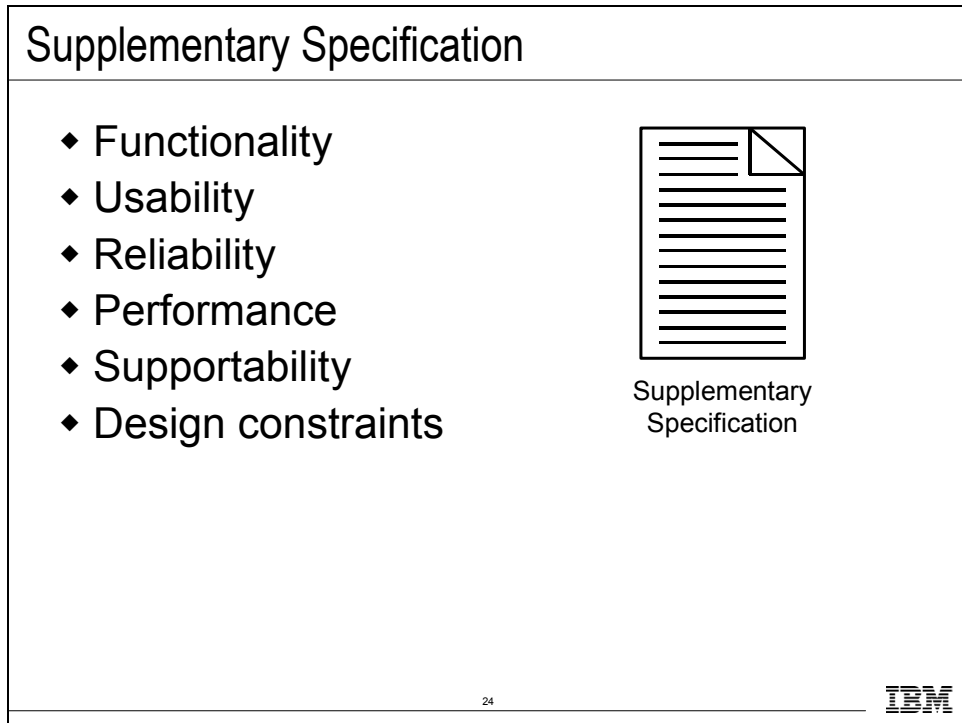 Supplementary Specification
◆ Functionality
◆ Usability
◆ Reliability
◆ Performance
◆ Supportability
◆ Design constraints
Supplementary
Specification
24
IBM